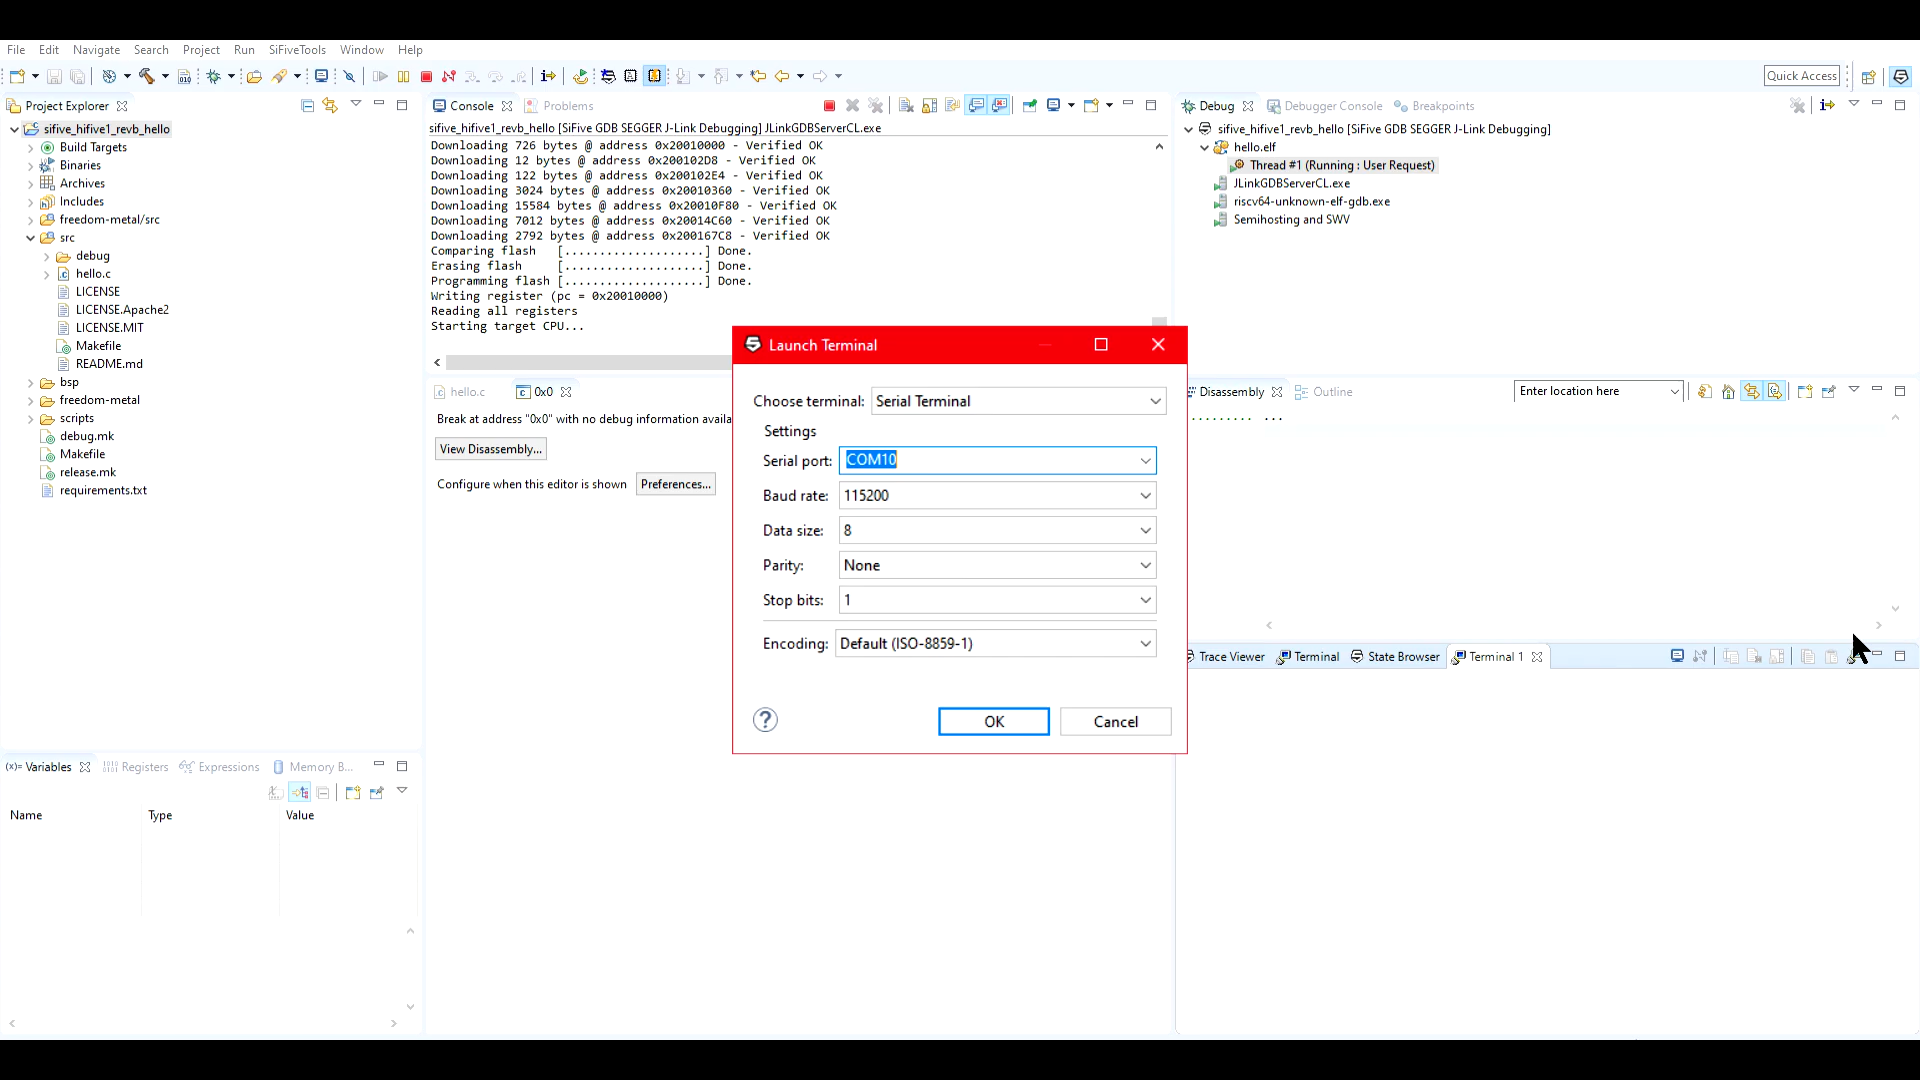 File Edit Navigate Search Project Run SiFiveTools Window Help
Quick Access
Project Explorer
sifive_hifive1_revb_hello
Build Targets
Binaries
Archives
Includes
freedom-metal/src
src
debug
hello.c
LICENSE
LICENSE.Apache2
LICENSE.MIT
Makefile
README.md
bsp
freedom-metal
scripts
debug.mk
Makefile
release.mk
requirements.txt
Console Problems
sifive_hifive1_revb_hello [SiFive GDB SEGGER J-Link Debugging] JLinkGDBServerCL.exe
Downloading 726 bytes @ address 0x20010000 - Verified OK
Downloading 12 bytes @ address 0x200102D8 - Verified OK
Downloading 122 bytes @ address 0x200102E4 - Verified OK
Downloading 3024 bytes @ address 0x20010360 - Verified OK
Downloading 15584 bytes @ address 0x20010F80 - Verified OK
Downloading 7012 bytes @ address 0x20014C60 - Verified OK
Downloading 2792 bytes @ address 0x200167C8 - Verified OK
Comparing flash [....................] Done.
Erasing flash [....................] Done.
Programming flash [....................] Done.
Writing register (pc = 0x20010000)
Reading all registers
Starting target CPU...
Debug Debugger Console Breakpoints
sifive_hifive1_revb_hello [SiFive GDB SEGGER J-Link Debugging]
hello.elf
Thread #1 (Running : User Request)
JLinkGDBServerCL.exe
riscv64-unknown-elf-gdb.exe
Semihosting and SWV
hello.c 0x0
Break at address "0x0" with no debug information availa
View Disassembly...
Configure when this editor is shown Preferences...
Launch Terminal
Choose terminal: Serial Terminal
Settings
Serial port: COM10
Baud rate: 115200
Data size: 8
Parity: None
Stop bits: 1
Encoding: Default (ISO-8859-1)
OK Cancel
Disassembly Outline
Enter location here
......... ...
Trace Viewer Terminal State Browser Terminal 1
(x)= Variables Registers Expressions Memory B...
Name Type Value